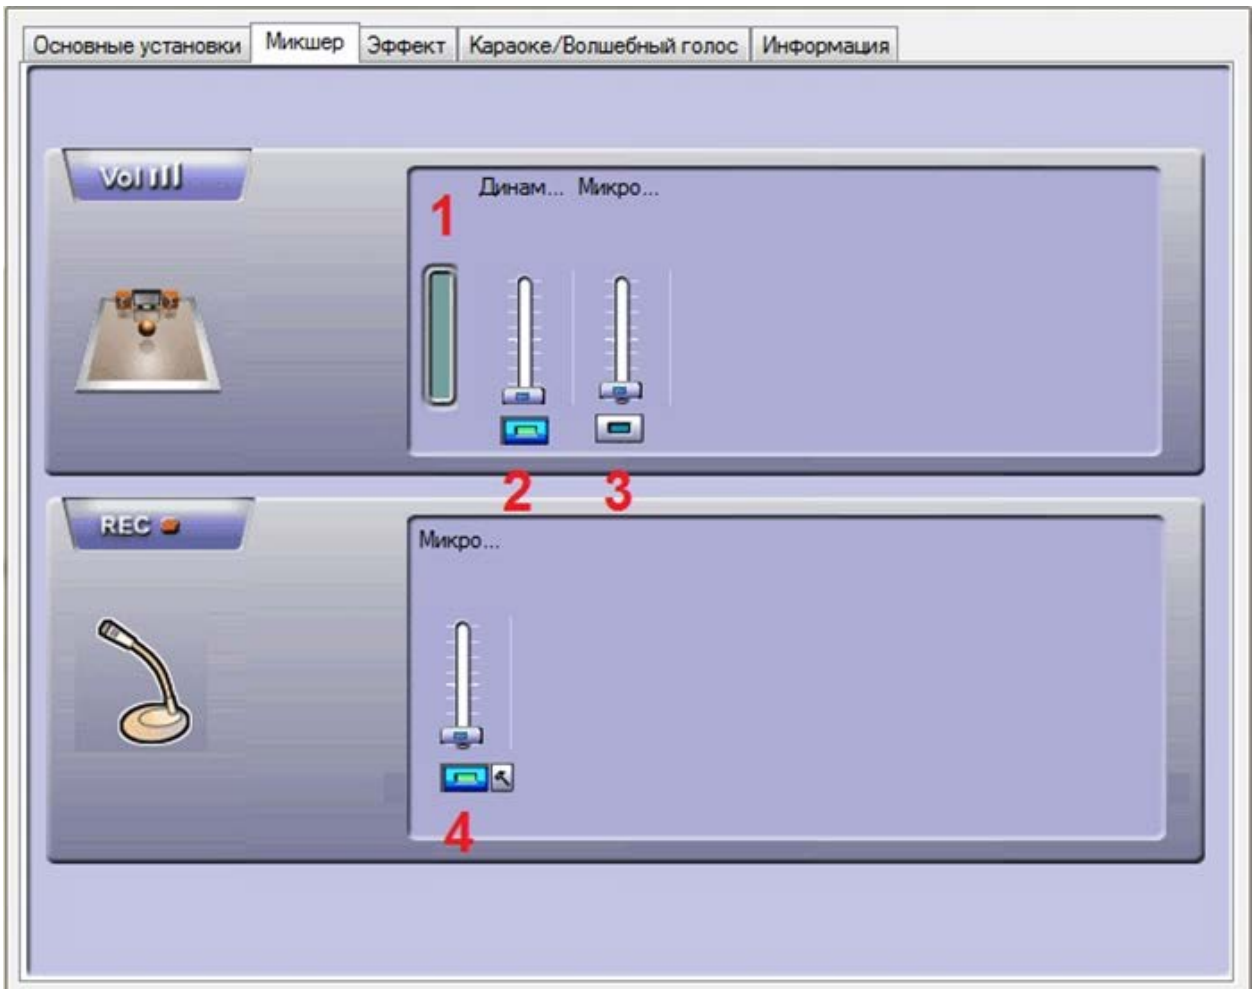 Основные установки Микшер Эффект Караоке/Волшебный голос Информация
Vol
Динам... Микро...
1
2 3
REC
Микро...
4